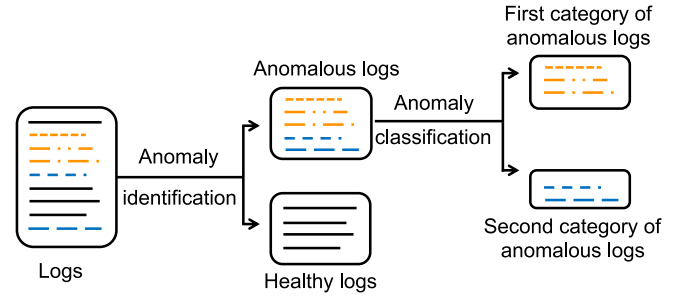 First category of
anomalous logs
Anomalous logs
Anomaly
classification
Anomaly
identification
Second category of
anomalous logs
Logs
Healthy logs